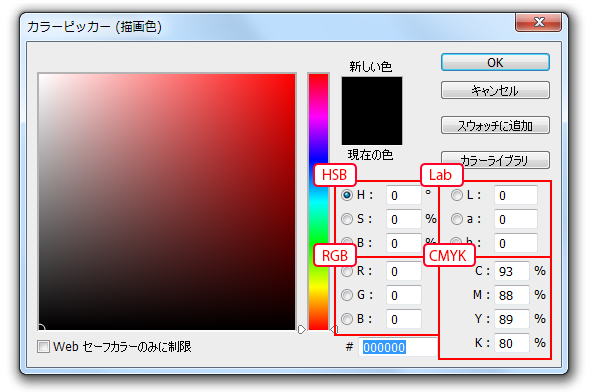 カラーピッカー (描画色)
新しい色
現在の色
OK
キャンセル
スウォッチに追加
カラーライブラリ
HSB
H : 0 °
S : 0 %
B : 0 %
Lab
L : 0
a : 0
b : 0
RGB
R : 0
G : 0
B : 0
CMYK
C : 93 %
M : 88 %
Y : 89 %
K : 80 %
# 000000
Web セーフカラーのみに制限